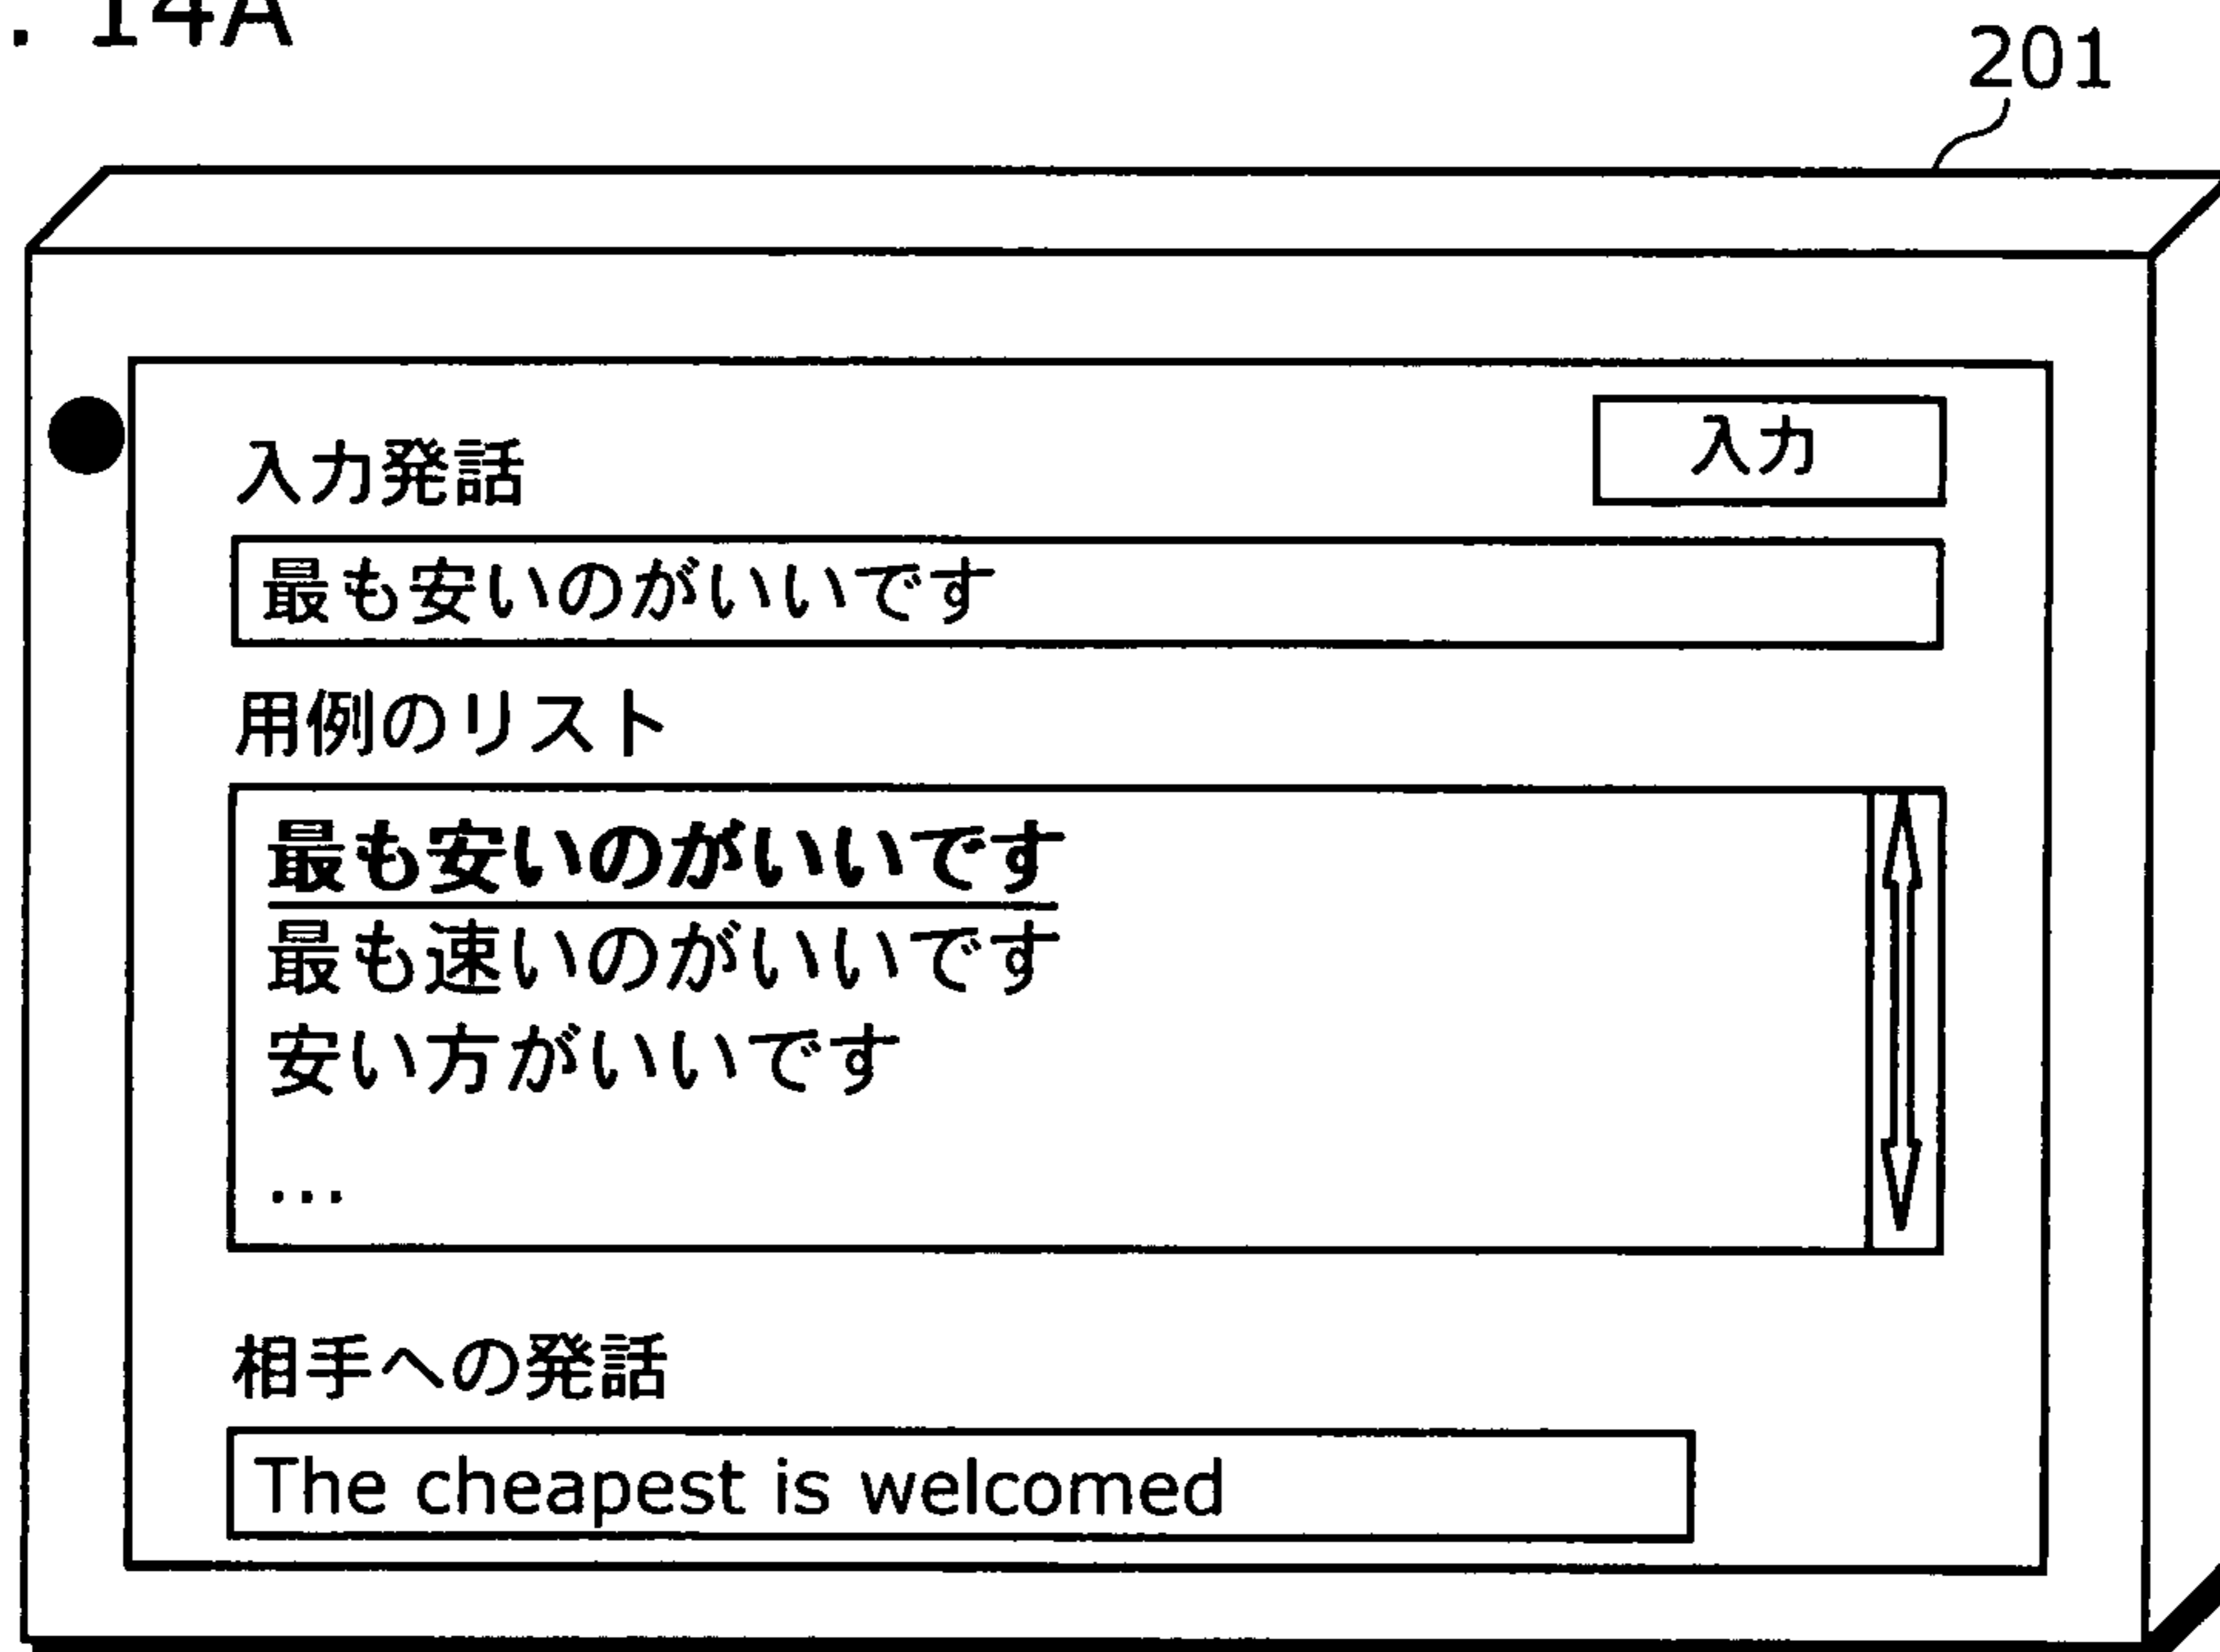 . 14A
201
入力発話
入力
最も安いのがいいです
用例のリスト
最も安いのがいいです
最も速いのがいいです
安い方がいいです
...
相手への発話
The cheapest is welcomed